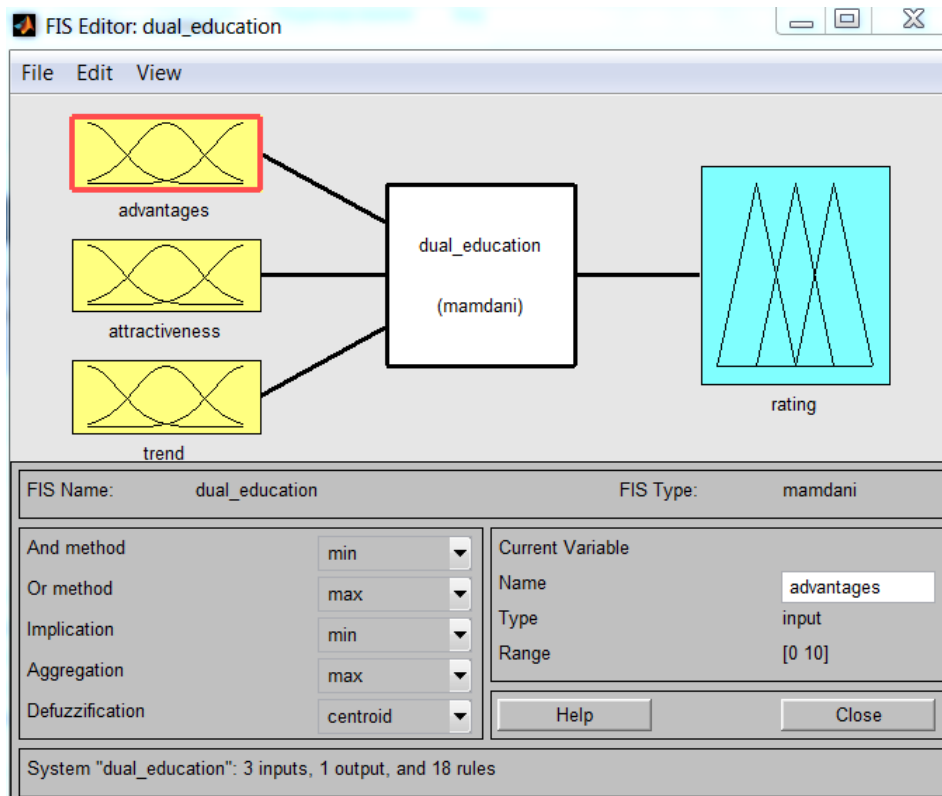 FIS Editor: dual_education
File Edit View
advantages
attractiveness
trend
dual_education
(mamdani)
rating
FIS Name: dual_education FIS Type: mamdani
And method min
Or method max
Implication min
Aggregation max
Defuzzification centroid
Current Variable
Name advantages
Type input
Range [0 10]
Help Close
System "dual_education": 3 inputs, 1 output, and 18 rules